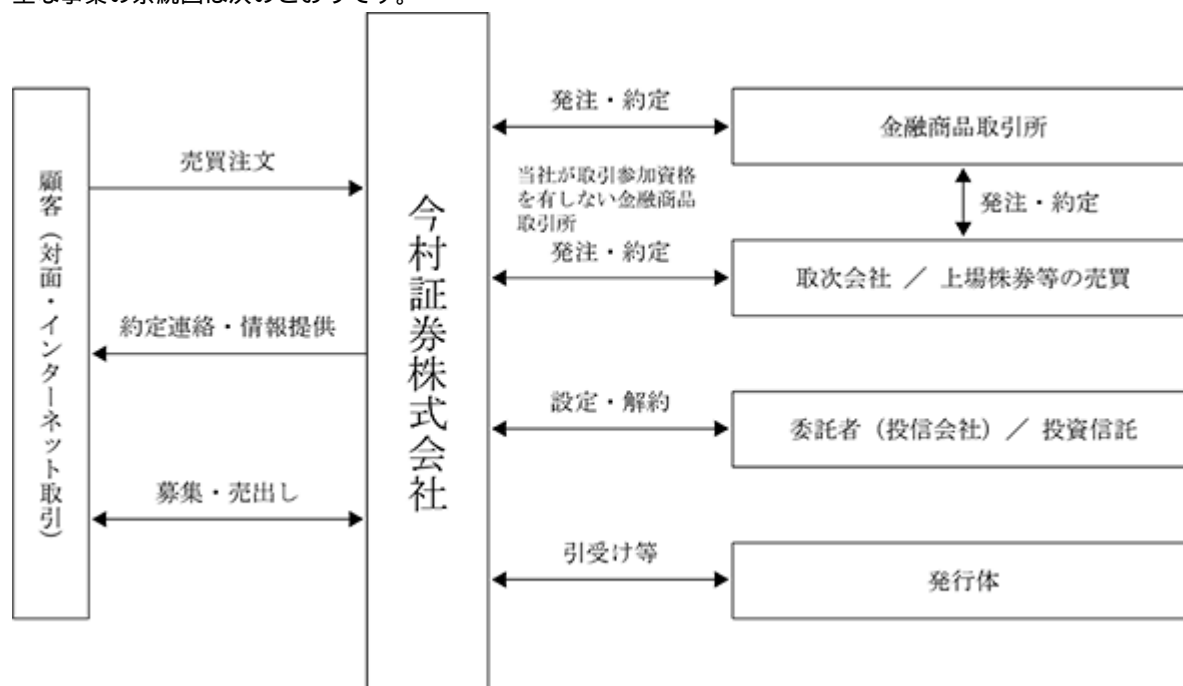 主な事業の系統図は次のとおりです。
顧客（対面・インターネット取引）
売買注文
約定連絡・情報提供
募集・売出し
今村証券株式会社
発注・約定
当社が取引参加資格
を有しない金融商品
取引所
発注・約定
設定・解約
引受け等
金融商品取引所
発注・約定
取次会社 ／ 上場株券等の売買
委託者（投信会社）／ 投資信託
発行体